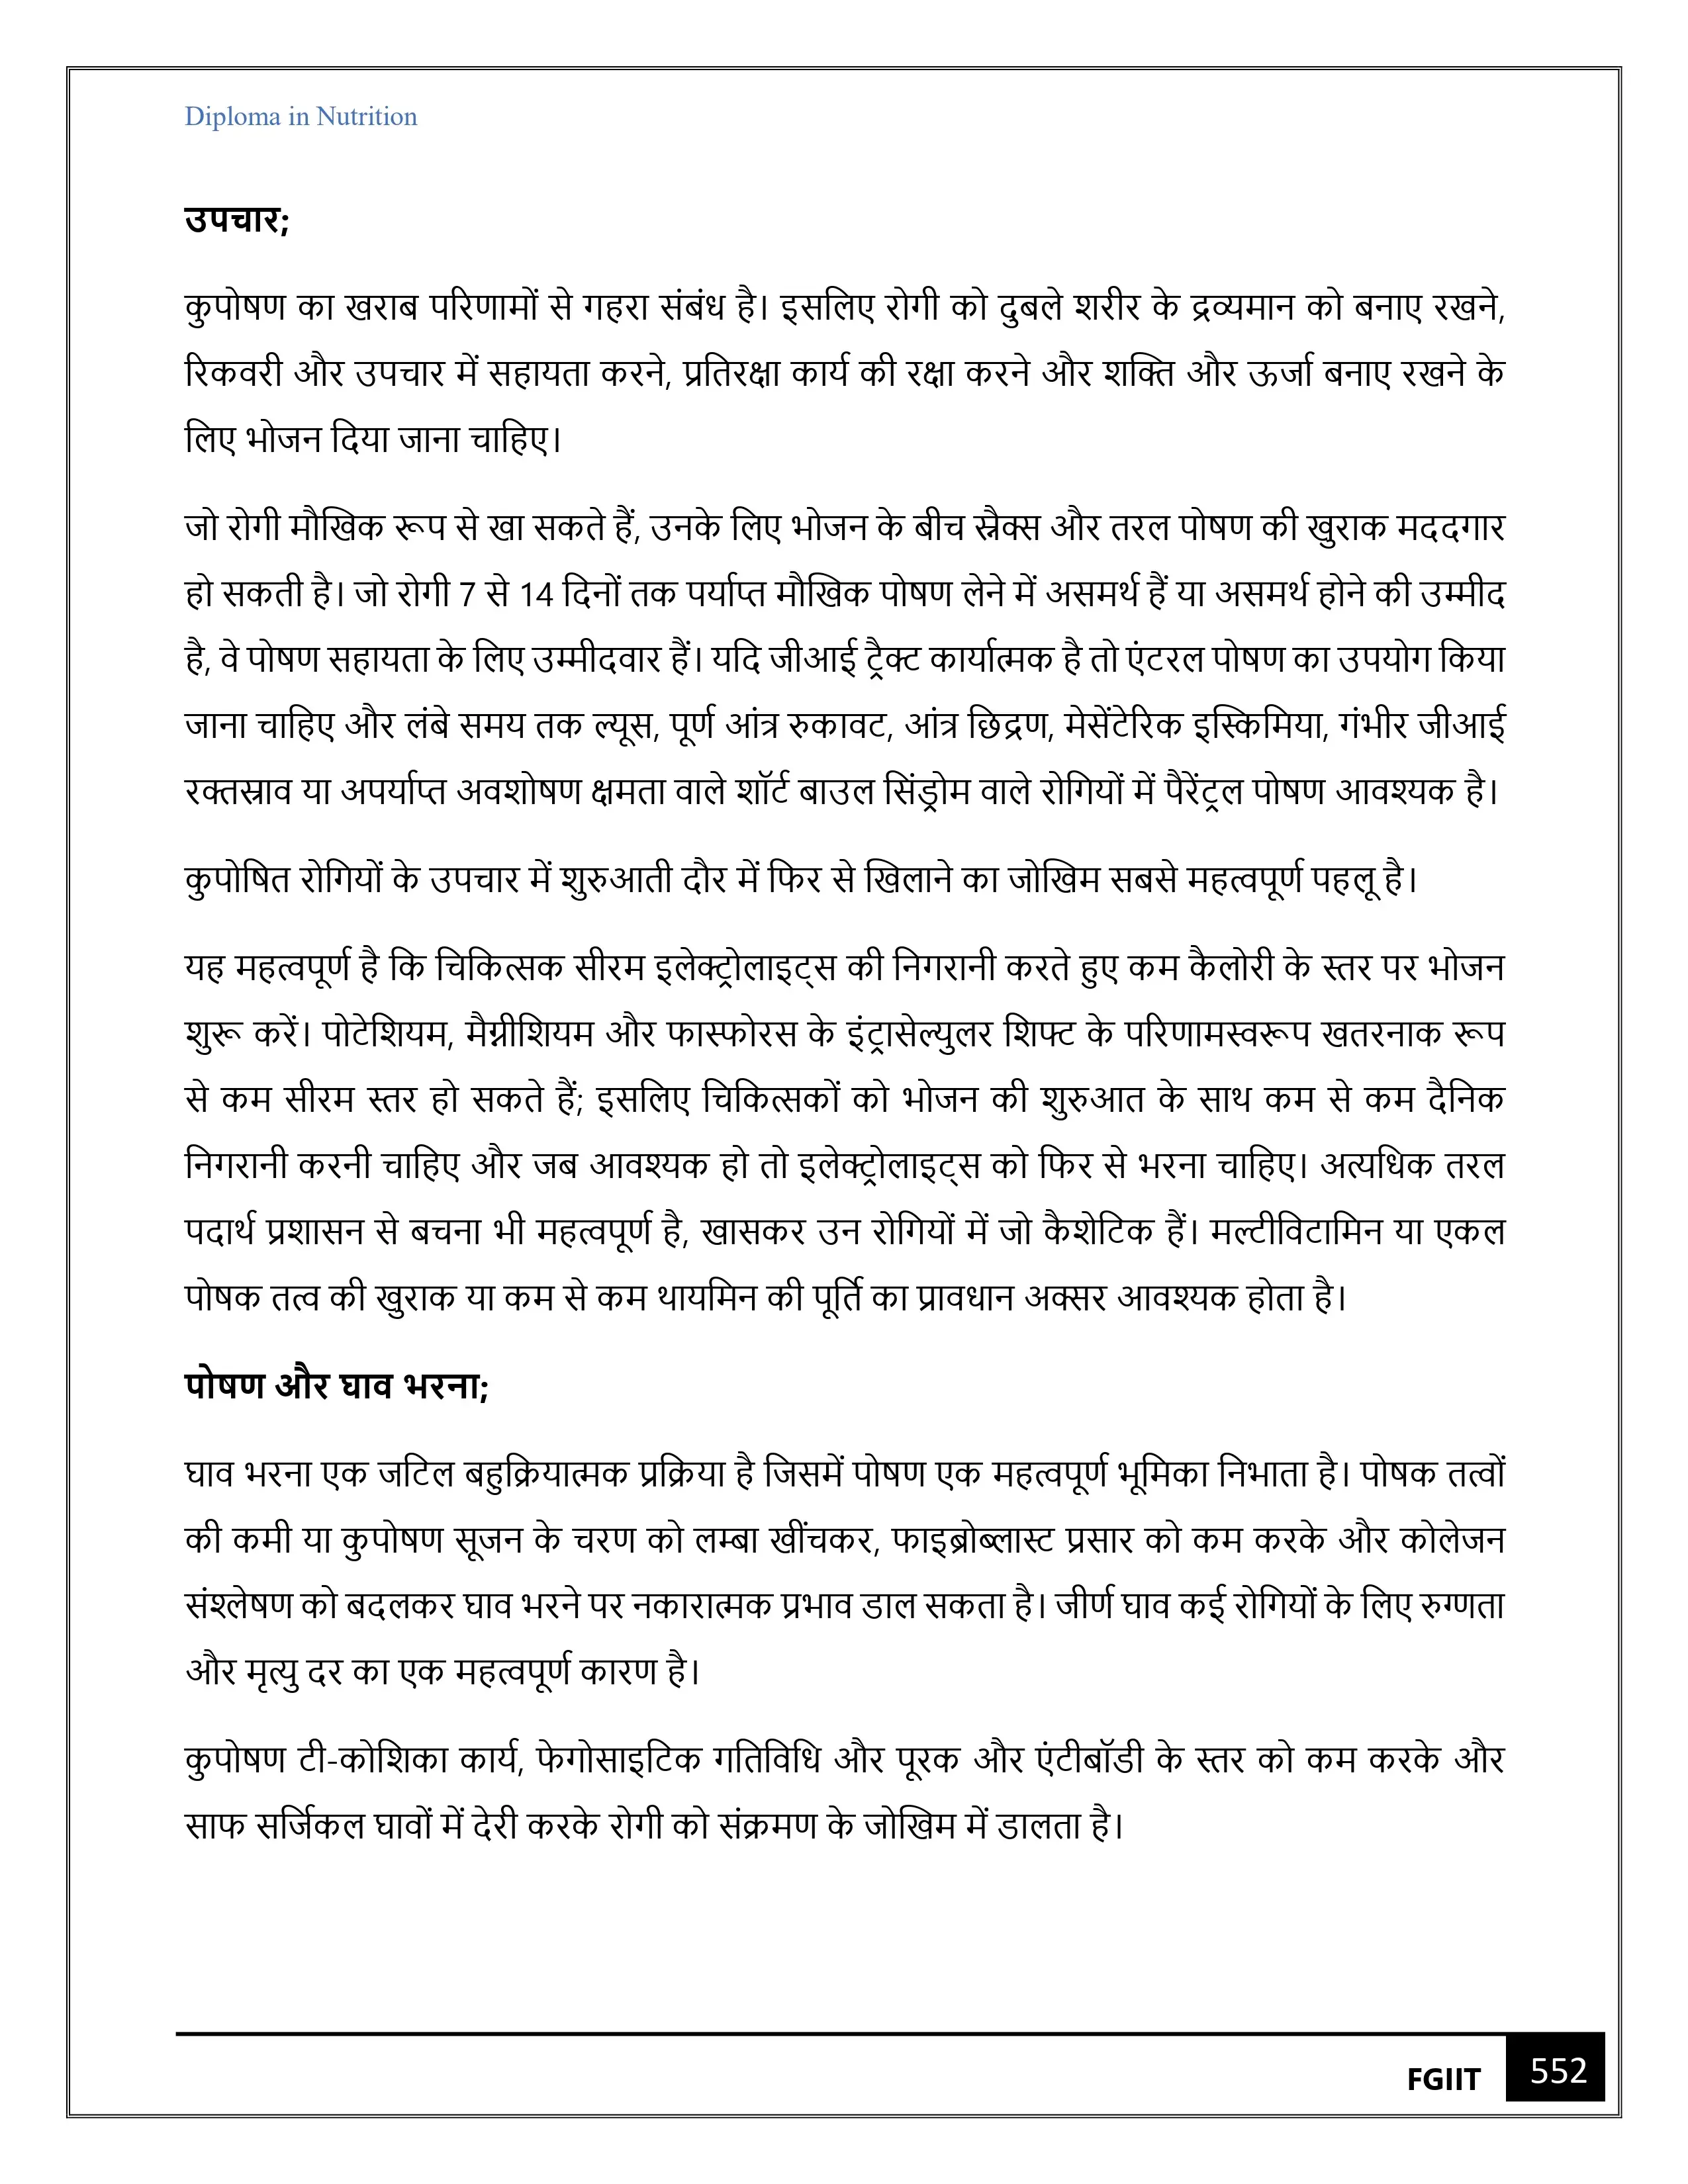 Diploma in Nutrition
उपचार;
कुपोषण का खराब परिणामों से गहरा संबंध है। इसलिए रोगी को दुबले शरीर के द्रव्यमान को बनाए रखने,
रिकवरी और उपचार में सहायता करने, प्रतिरक्षा कार्य की रक्षा करने और शक्ति और ऊर्जा बनाए रखने के
लिए भोजन दिया जाना चाहिए।
जो रोगी मौखिक रूप से खा सकते हैं, उनके लिए भोजन के बीच स्नैक्स और तरल पोषण की खुराक मददगार
हो सकती है। जो रोगी 7 से 14 दिनों तक पर्याप्त मौखिक पोषण लेने में असमर्थ हैं या असमर्थ होने की उम्मीद
है, वे पोषण सहायता के लिए उम्मीदवार हैं। यदि जीआई ट्रैक्ट कार्यात्मक है तो एंटरल पोषण का उपयोग किया
जाना चाहिए और लंबे समय तक ल्यूस, पूर्ण आंत्र रुकावट, आंत्र छिद्रण, मेसेंटेरिक इस्किमिया, गंभीर जीआई
रक्तस्राव या अपर्याप्त अवशोषण क्षमता वाले शॉर्ट बाउल सिंड्रोम वाले रोगियों में पैरेंट्रल पोषण आवश्यक है।
कुपोषित रोगियों के उपचार में शुरुआती दौर में फिर से खिलाने का जोखिम सबसे महत्वपूर्ण पहलू है।
यह महत्वपूर्ण है कि चिकित्सक सीरम इलेक्ट्रोलाइट्स की निगरानी करते हुए कम कैलोरी के स्तर पर भोजन
शुरू करें। पोटेशियम, मैग्नीशियम और फास्फोरस के इंट्रासेल्युलर शिफ्ट के परिणामस्वरूप खतरनाक रूप
से कम सीरम स्तर हो सकते हैं; इसलिए चिकित्सकों को भोजन की शुरुआत के साथ कम से कम दैनिक
निगरानी करनी चाहिए और जब आवश्यक हो तो इलेक्ट्रोलाइट्स को फिर से भरना चाहिए। अत्यधिक तरल
पदार्थ प्रशासन से बचना भी महत्वपूर्ण है, खासकर उन रोगियों में जो कैशेटिक हैं। मल्टीविटामिन या एकल
पोषक तत्व की खुराक या कम से कम थायमिन की पूर्ति का प्रावधान अक्सर आवश्यक होता है।
पोषण और घाव भरना;
घाव भरना एक जटिल बहुक्रियात्मक प्रक्रिया है जिसमें पोषण एक महत्वपूर्ण भूमिका निभाता है। पोषक तत्वों
की कमी या कुपोषण सूजन के चरण को लम्बा खींचकर, फाइब्रोब्लास्ट प्रसार को कम करके और कोलेजन
संश्लेषण को बदलकर घाव भरने पर नकारात्मक प्रभाव डाल सकता है। जीर्ण घाव कई रोगियों के लिए रुग्णता
और मृत्यु दर का एक महत्वपूर्ण कारण है।
कुपोषण टी-कोशिका कार्य, फेगोसाइटिक गतिविधि और पूरक और एंटीबॉडी के स्तर को कम करके और
साफ सर्जिकल घावों में देरी करके रोगी को संक्रमण के जोखिम में डालता है।
FGIIT 552